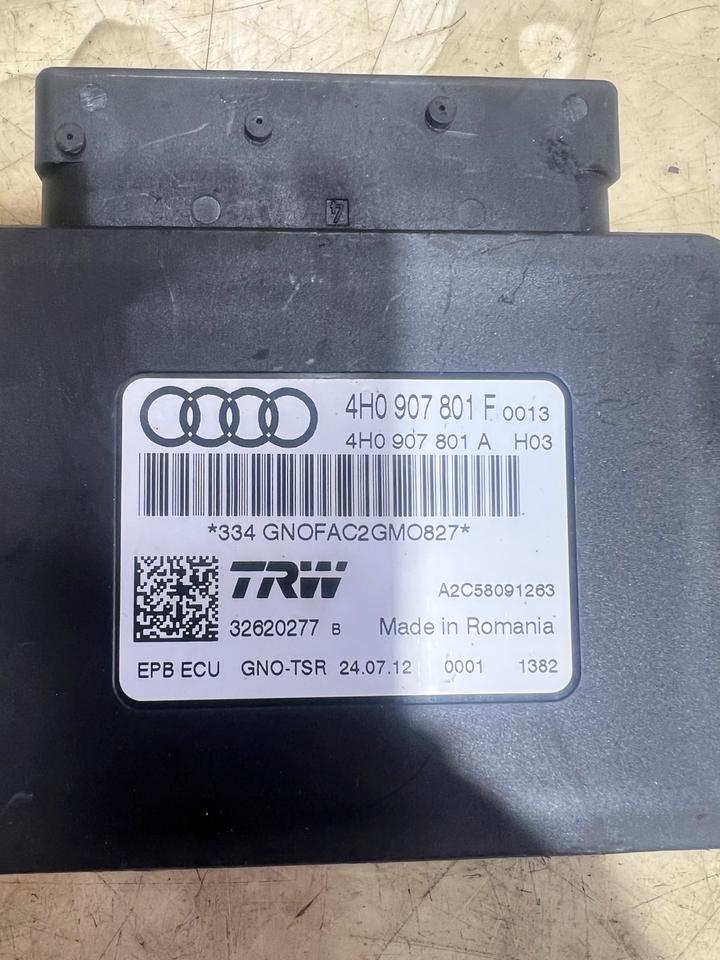 4
4H0 907 801 F 0013
4H0 907 801 A H03
*334 GNOFAC2GMO827*
TRW
A2C58091263
32620277 B Made in Romania
EPB ECU GNO-TSR 24.07.12 0001 1382